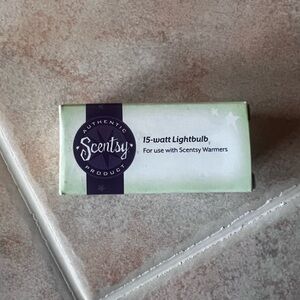 AUTHENTIC
Scentsy
PRODUCT
15-watt Lightbulb
For use with Scentsy Warmers